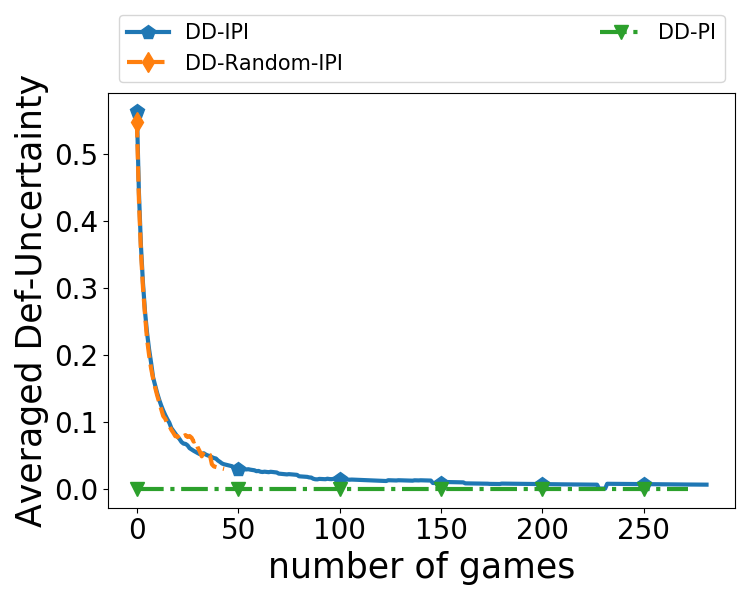 DD-IPI
DD-Random-IPI
DD-PI
Averaged Def-Uncertainty
0.5
0.4
0.3
0.2
0.1
0.0
0 50 100 150 200 250
number of games